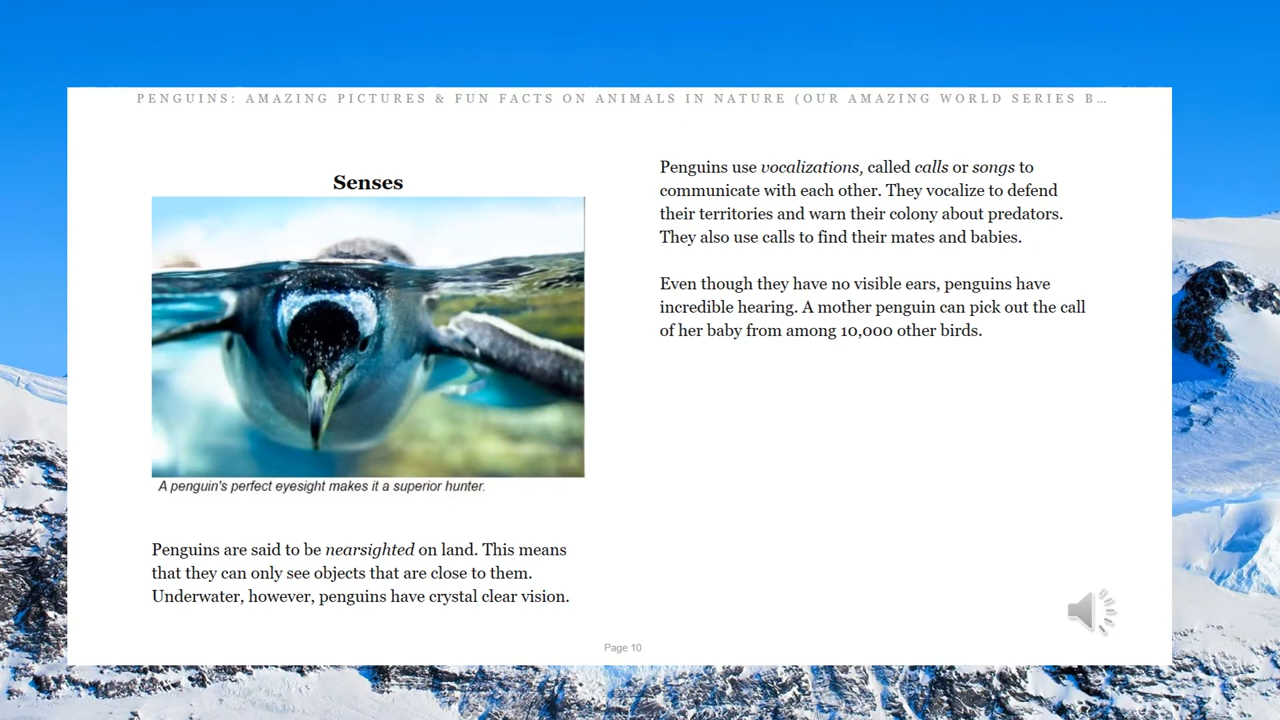 PENGUINS: AMAZING PICTURES & FUN FACTS ON ANIMALS IN NATURE (OUR AMAZING WORLD SERIES B...
Senses
A penguin's perfect eyesight makes it a superior hunter.
Penguins are said to be nearsighted on land. This means
that they can only see objects that are close to them.
Underwater, however, penguins have crystal clear vision.
Penguins use vocalizations, called calls or songs to
communicate with each other. They vocalize to defend
their territories and warn their colony about predators.
They also use calls to find their mates and babies.
Even though they have no visible ears, penguins have
incredible hearing. A mother penguin can pick out the call
of her baby from among 10,000 other birds.
Page 10